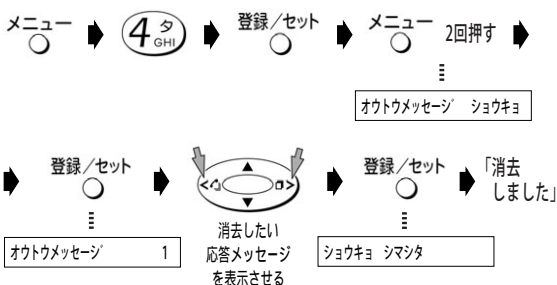 メニュー
4 タ GHI
登録／セット
メニュー 2回押す
オウトウメッセージ ショウキョ
登録／セット
オウトウメッセージ 1
消去したい
応答メッセージ
を表示させる
登録／セット
ショウキョ シマシタ
「消去
しました」